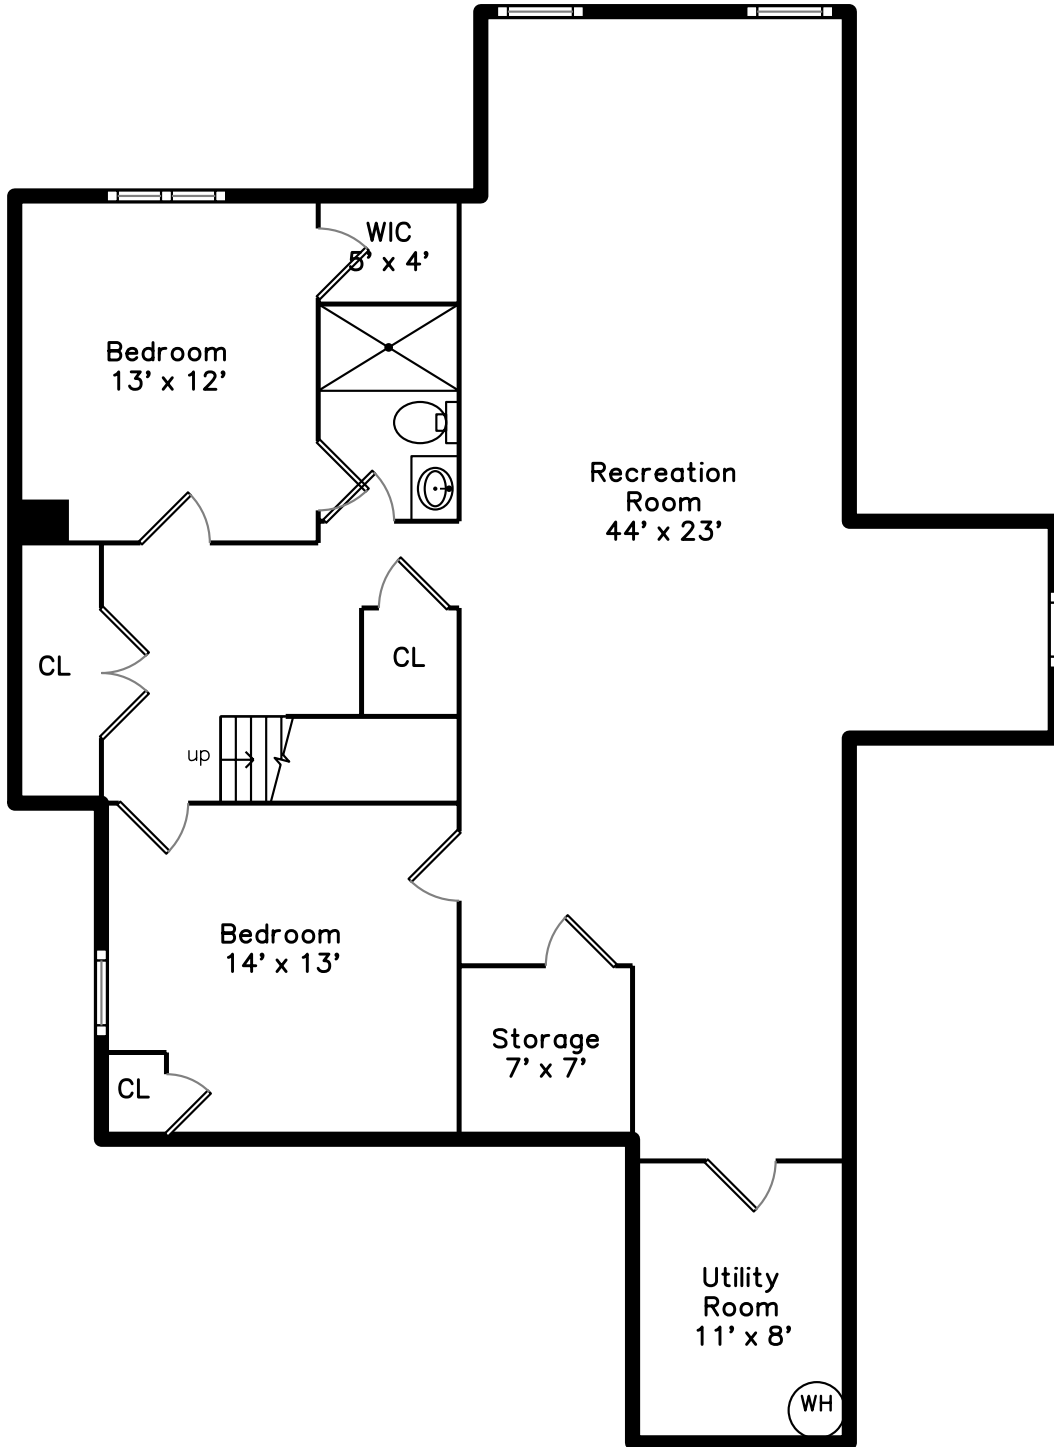 WIC
5' x 4'
Bedroom
13' x 12'
Recreation
Room
44' x 23'
CL
CL
up
Bedroom
14' x 13'
Storage
7' x 7'
CL
Utility
Room
11' x 8'
WH